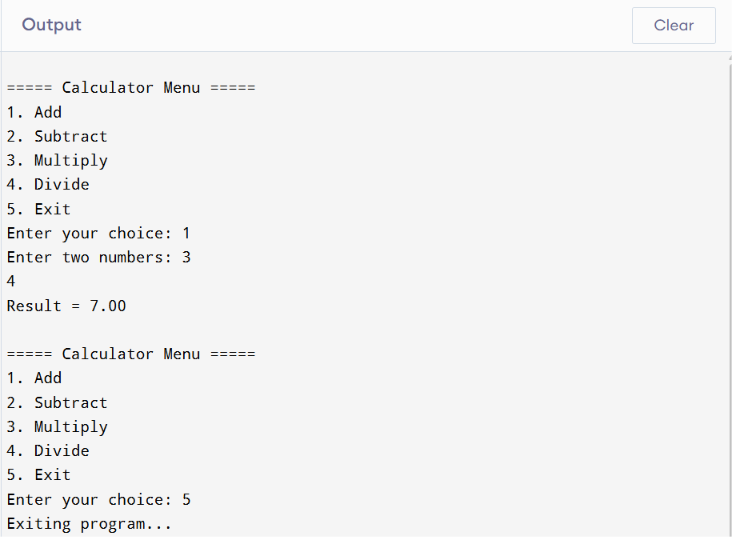 Output
Clear
===== Calculator Menu =====
1. Add
2. Subtract
3. Multiply
4. Divide
5. Exit
Enter your choice: 1
Enter two numbers: 3
4
Result = 7.00
===== Calculator Menu =====
1. Add
2. Subtract
3. Multiply
4. Divide
5. Exit
Enter your choice: 5
Exiting program...